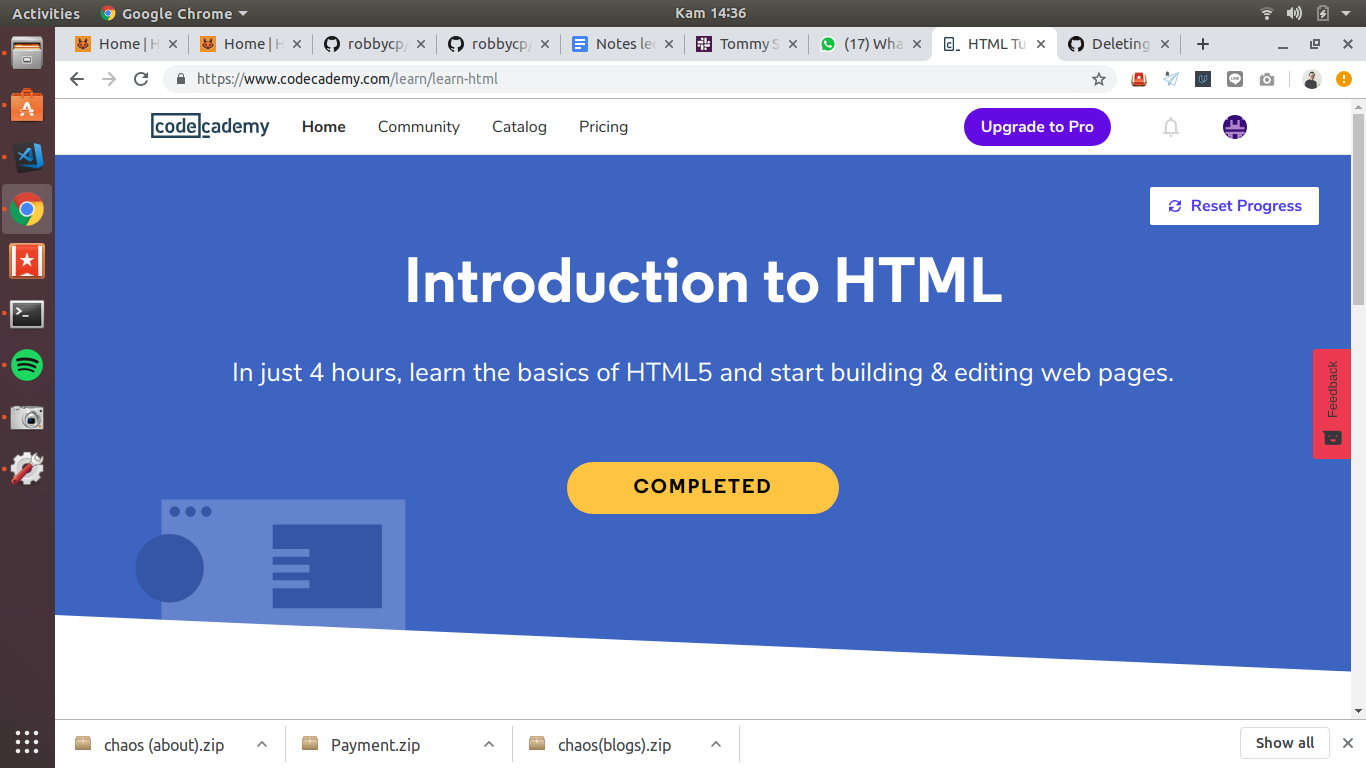 Activities Google Chrome Kam 14:36
Home | H Home | H robbycp/ robbycp/ Notes le Tommy S (17) Wha HTML Tu Deleting
https://www.codecademy.com/learn/learn-html
codecademy Home Community Catalog Pricing Upgrade to Pro
Reset Progress
Introduction to HTML
In just 4 hours, learn the basics of HTML5 and start building & editing web pages.
Feedback
COMPLETED
chaos (about).zip Payment.zip chaos(blogs).zip Show all